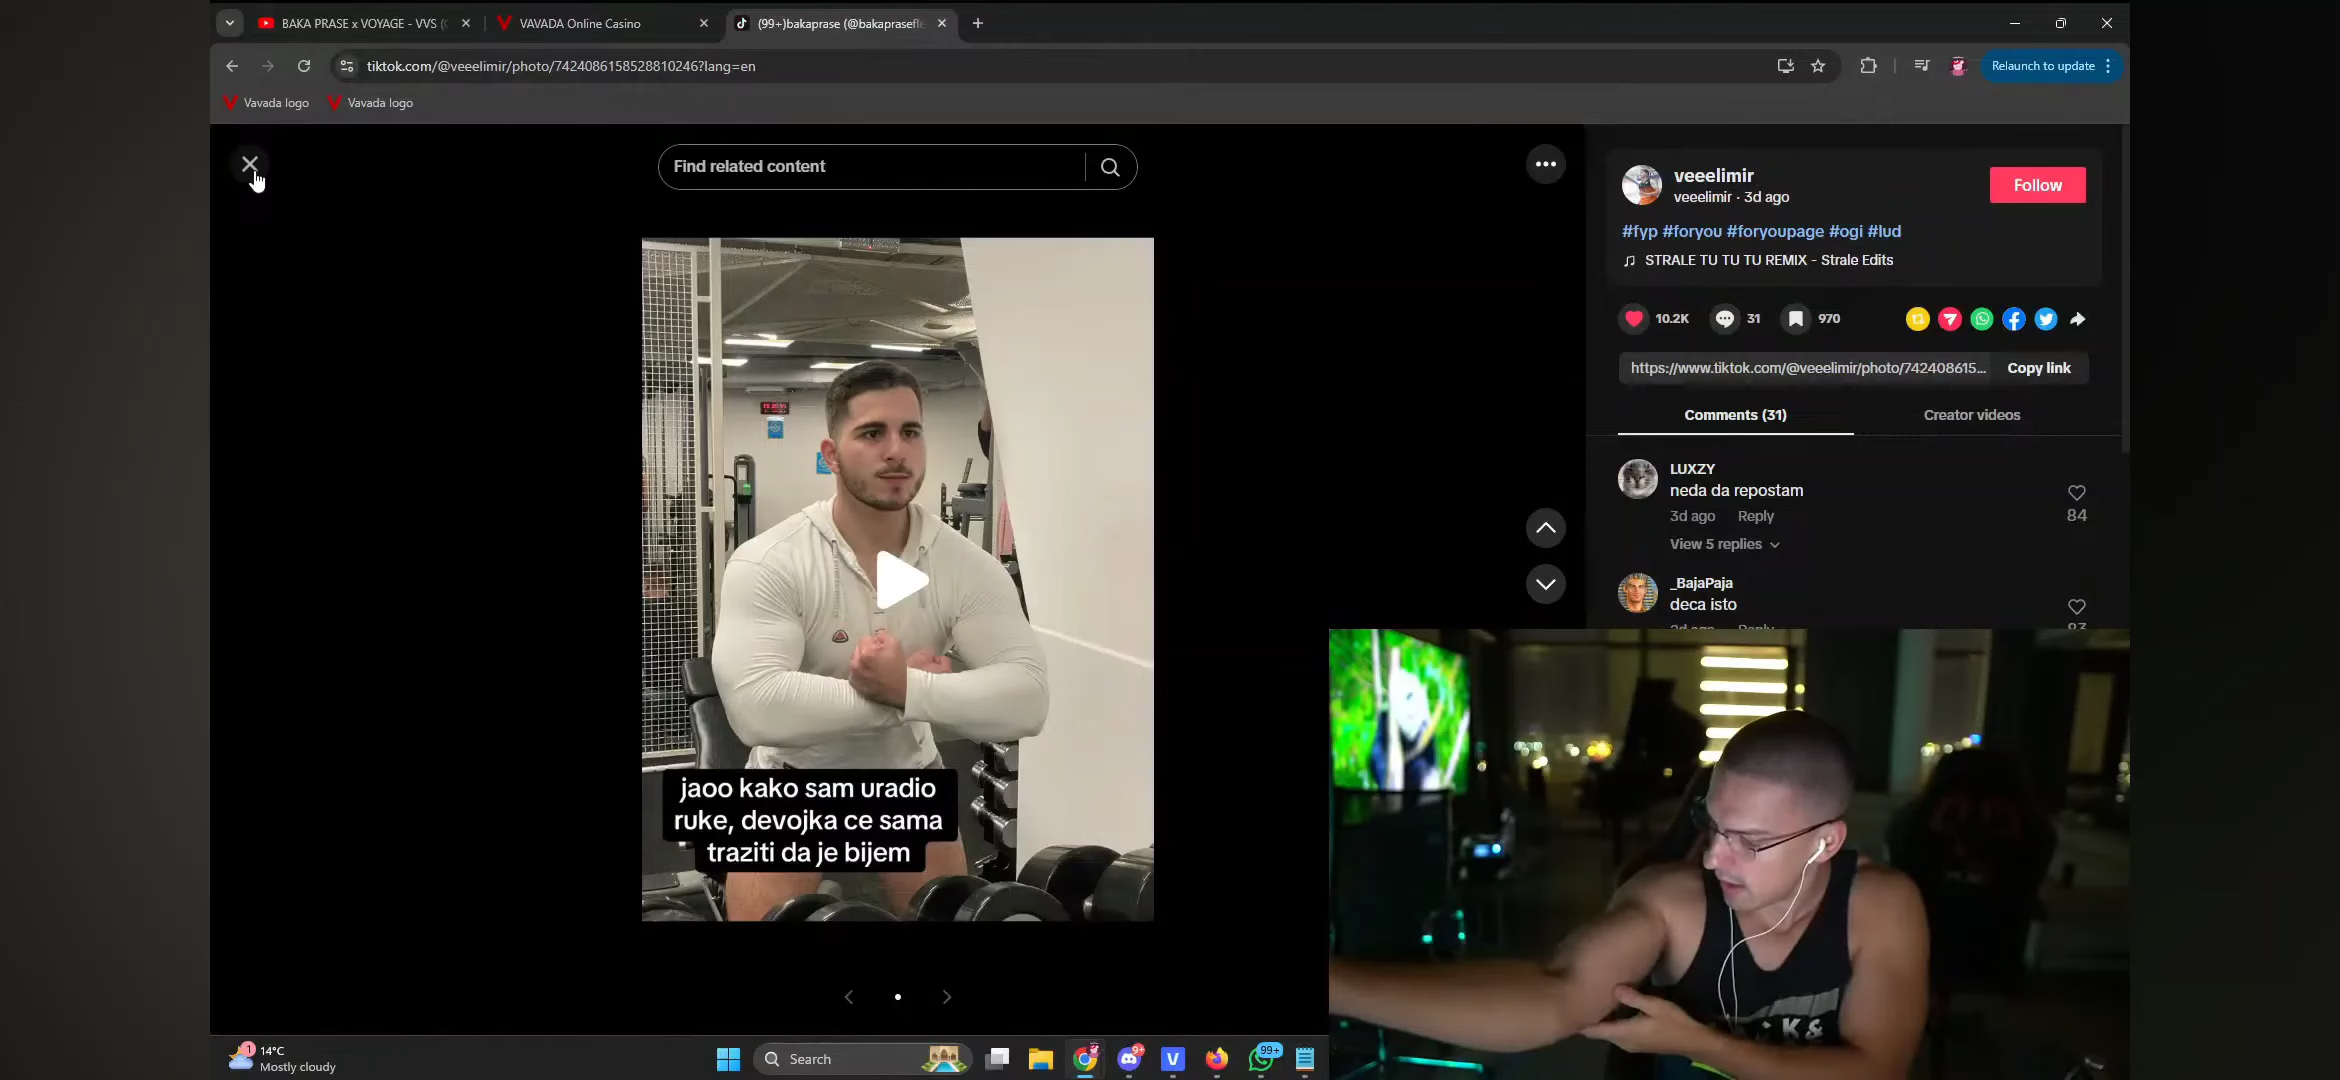 BAKA PRASE x VOYAGE - VVS
VAVADA Online Casino
(99+)bakaprase (@bakaprasefle
tiktok.com/@veeelimir/photo/7424086158528810246?lang=en
Relaunch to update
Vavada logo
Vavada logo
Find related content
veeelimir
veeelimir · 3d ago
Follow
#fyp #foryou #foryoupage #ogi #lud
STRALE TU TU TU REMIX - Strale Edits
10.2K
31
970
https://www.tiktok.com/@veeelimir/photo/742408615...
Copy link
Comments (31)
Creator videos
LUXZY
neda da repostam
3d ago Reply
84
View 5 replies
_BajaPaja
deca isto
jaoo kako sam uradio
ruke, devojka ce sama
traziti da je bijem
1
14°C
Mostly cloudy
Search
9+
V
99+